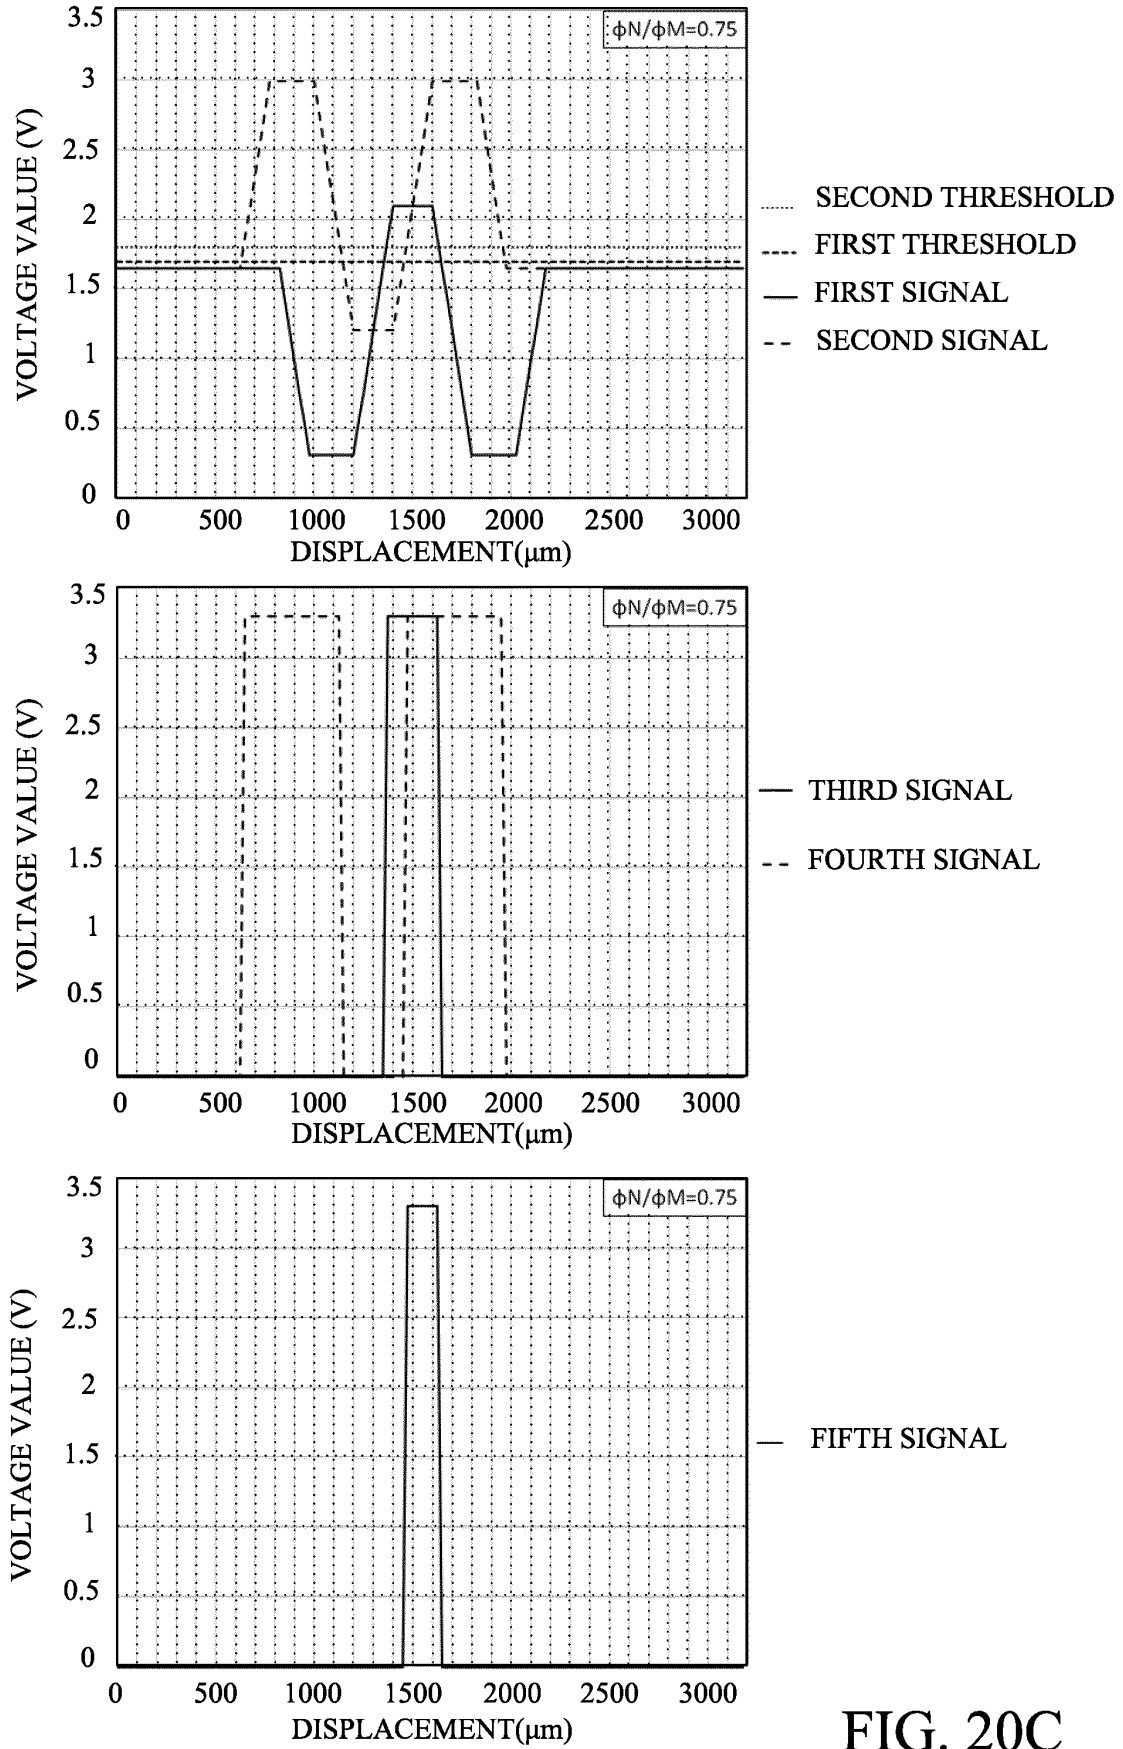 3.5
ϕN/ϕM=0.75
3
2.5
2
1.5
1
0.5
0
VOLTAGE VALUE (V)
0 500 1000 1500 2000 2500 3000
DISPLACEMENT(μm)
SECOND THRESHOLD
FIRST THRESHOLD
FIRST SIGNAL
SECOND SIGNAL
3.5
ϕN/ϕM=0.75
3
2.5
2
1.5
1
0.5
0
VOLTAGE VALUE (V)
0 500 1000 1500 2000 2500 3000
DISPLACEMENT(μm)
THIRD SIGNAL
FOURTH SIGNAL
3.5
ϕN/ϕM=0.75
3
2.5
2
1.5
1
0.5
0
VOLTAGE VALUE (V)
0 500 1000 1500 2000 2500 3000
DISPLACEMENT(μm)
FIFTH SIGNAL
FIG. 20C